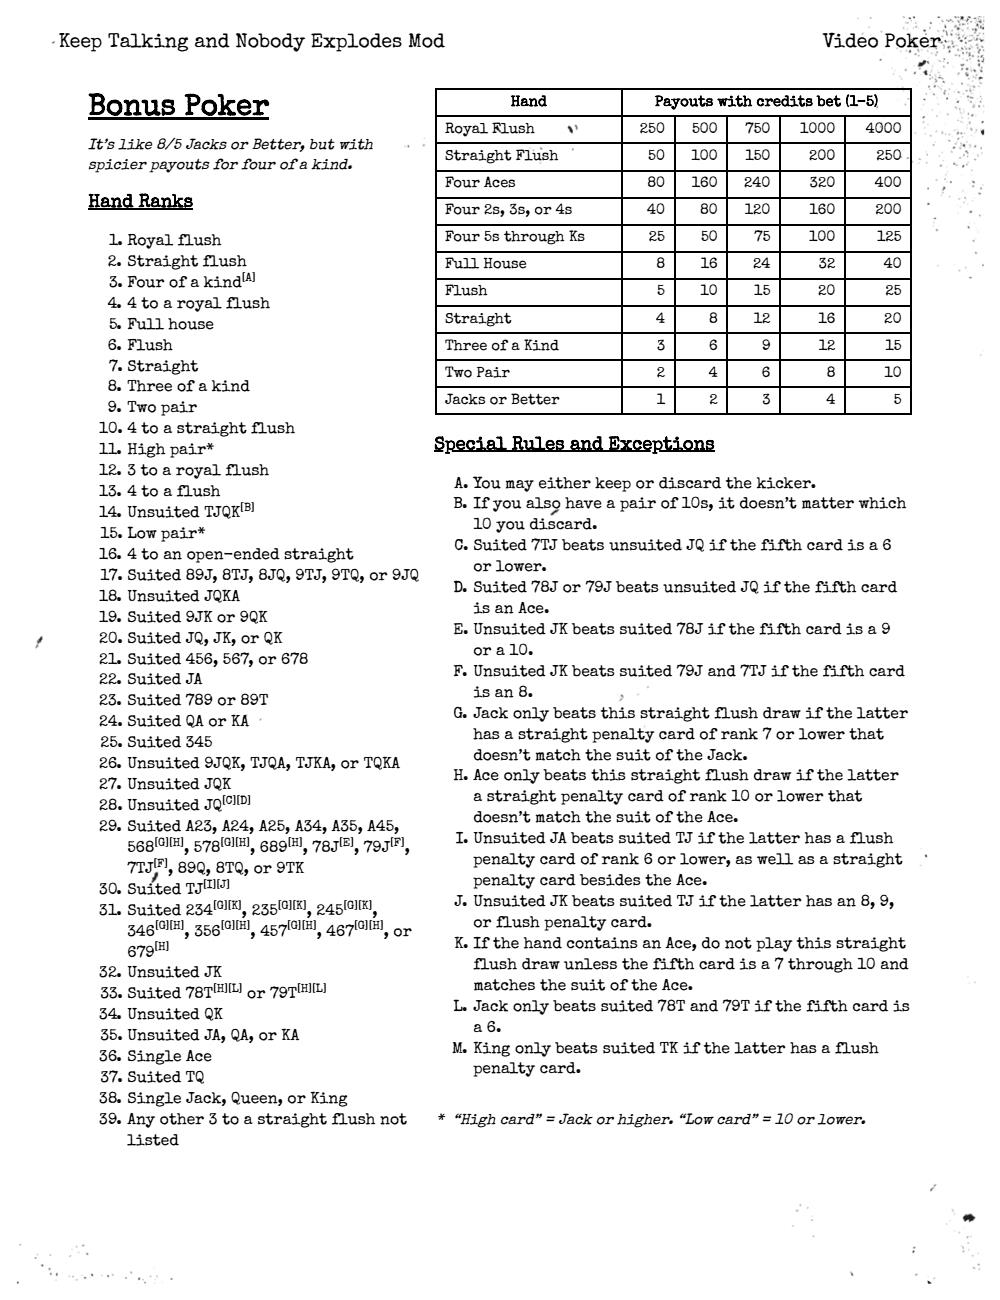 Keep Talking and Nobody Explodes Mod
Video Poker
Bonus Poker
It's like 8/5 Jacks or Better, but with
spicier payouts for four of a kind.
Hand Ranks
1. Royal flush
2. Straight flush
3. Four of a kind[A]
4. 4 to a royal flush
5. Full house
6. Flush
7. Straight
8. Three of a kind
9. Two pair
10. 4 to a straight flush
11. High pair*
12. 3 to a royal flush
13. 4 to a flush
14. Unsuited TJQK[B]
15. Low pair*
16. 4 to an open-ended straight
17. Suited 89J, 8TJ, 8JQ, 9TJ, 9TQ, or 9JQ
18. Unsuited JQKA
19. Suited 9JK or 9QK
20. Suited JQ, JK, or QK
21. Suited 456, 567, or 678
22. Suited JA
23. Suited 789 or 89T
24. Suited QA or KA
25. Suited 345
26. Unsuited 9JQK, TJQA, TJKA, or TQKA
27. Unsuited JQK
28. Unsuited JQ[C][D]
29. Suited A23, A24, A25, A34, A35, A45,
568[G][H], 578[G][H], 689[H], 78J[E], 79J[F],
7TJ[F], 89Q, 8TQ, or 9TK
30. Suited TJ[I][J]
31. Suited 234[G][K], 235[G][K], 245[G][K],
346[G][H], 356[G][H], 457[G][H], 467[G][H], or
679[H]
32. Unsuited JK
33. Suited 78T[H][L] or 79T[H][L]
34. Unsuited QK
35. Unsuited JA, QA, or KA
36. Single Ace
37. Suited TQ
38. Single Jack, Queen, or King
39. Any other 3 to a straight flush not
listed
Hand Payouts with credits bet (1-5)
Royal Flush 250 500 750 1000 4000
Straight Flush 50 100 150 200 250
Four Aces 80 160 240 320 400
Four 2s, 3s, or 4s 40 80 120 160 200
Four 5s through Ks 25 50 75 100 125
Full House 8 16 24 32 40
Flush 5 10 15 20 25
Straight 4 8 12 16 20
Three of a Kind 3 6 9 12 15
Two Pair 2 4 6 8 10
Jacks or Better 1 2 3 4 5
Special Rules and Exceptions
A. You may either keep or discard the kicker.
B. If you also have a pair of 10s, it doesn't matter which
10 you discard.
C. Suited 7TJ beats unsuited JQ if the fifth card is a 6
or lower.
D. Suited 78J or 79J beats unsuited JQ if the fifth card
is an Ace.
E. Unsuited JK beats suited 78J if the fifth card is a 9
or a 10.
F. Unsuited JK beats suited 79J and 7TJ if the fifth card
is an 8.
G. Jack only beats this straight flush draw if the latter
has a straight penalty card of rank 7 or lower that
doesn't match the suit of the Jack.
H. Ace only beats this straight flush draw if the latter
a straight penalty card of rank 10 or lower that
doesn't match the suit of the Ace.
I. Unsuited JA beats suited TJ if the latter has a flush
penalty card of rank 6 or lower, as well as a straight
penalty card besides the Ace.
J. Unsuited JK beats suited TJ if the latter has an 8, 9,
or flush penalty card.
K. If the hand contains an Ace, do not play this straight
flush draw unless the fifth card is a 7 through 10 and
matches the suit of the Ace.
L. Jack only beats suited 78T and 79T if the fifth card is
a 6.
M. King only beats suited TK if the latter has a flush
penalty card.
* "High card" = Jack or higher. "Low card" = 10 or lower.